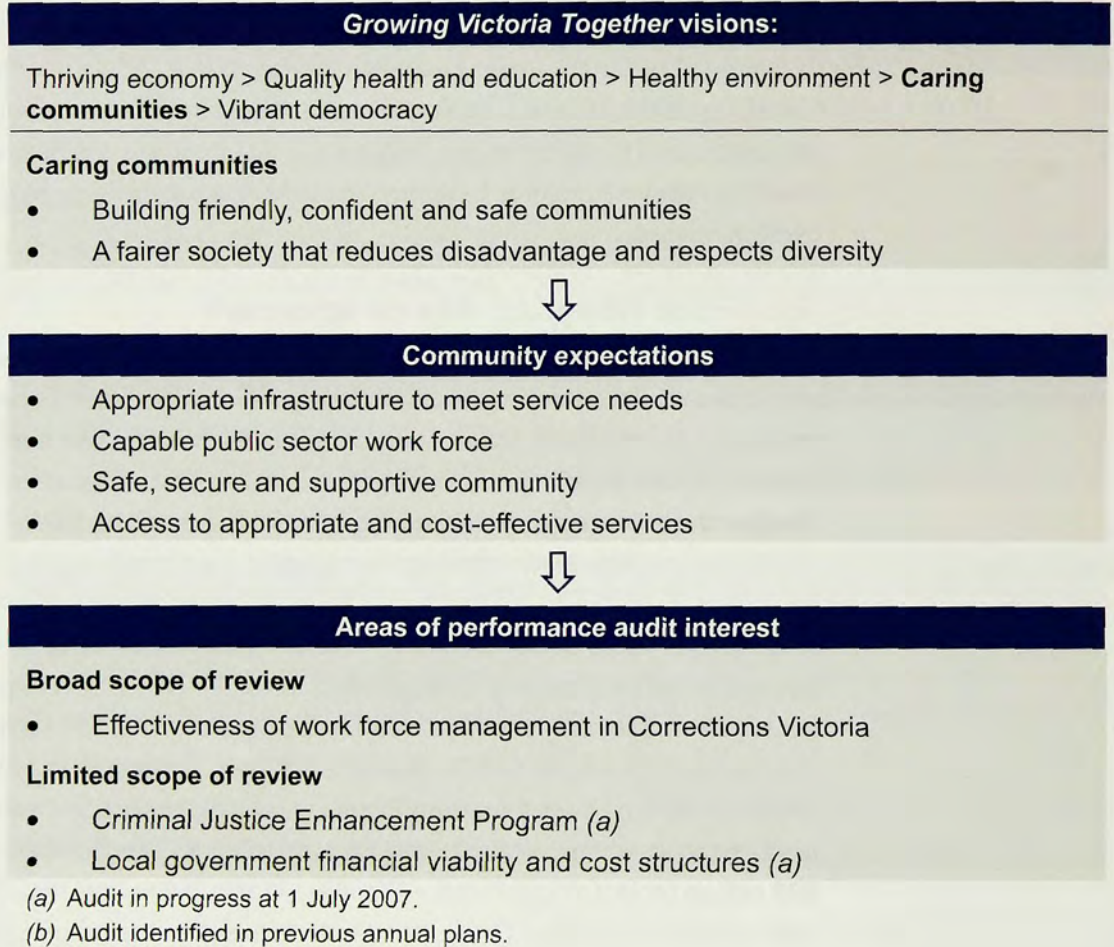 Growing Victoria Together visions:
Thriving economy > Quality health and education > Healthy environment > Caring
communities > Vibrant democracy
Caring communities
• Building friendly, confident and safe communities
• A fairer society that reduces disadvantage and respects diversity
Community expectations
• Appropriate infrastructure to meet service needs
• Capable public sector work force
• Safe, secure and supportive community
• Access to appropriate and cost-effective services
Areas of performance audit interest
Broad scope of review
• Effectiveness of work force management in Corrections Victoria
Limited scope of review
• Criminal Justice Enhancement Program (a)
• Local government financial viability and cost structures (a)
(a) Audit in progress at 1 July 2007.
(b) Audit identified in previous annual plans.